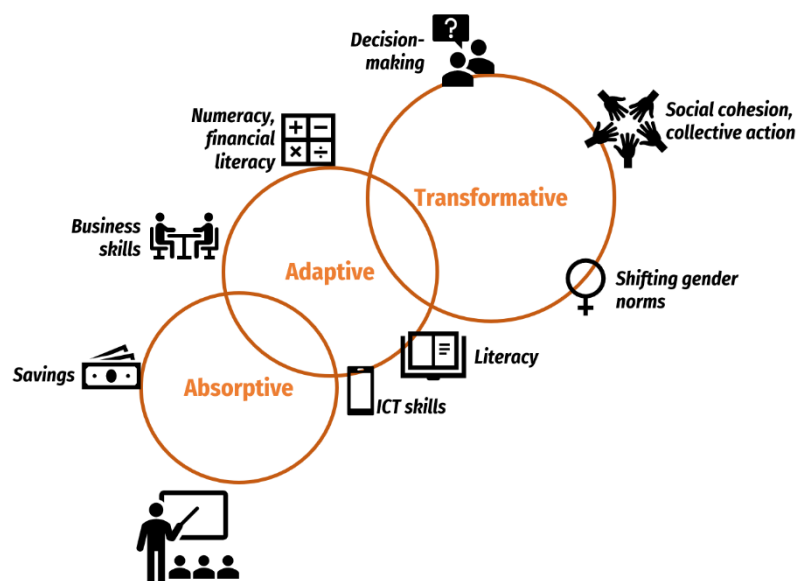 Decision-
making
?
Social cohesion,
collective action
Numeracy,
financial
literacy
+ −
× ÷
Transformative
Business
skills
Adaptive
Shifting gender
norms
Savings
Literacy
Absorptive
ICT skills